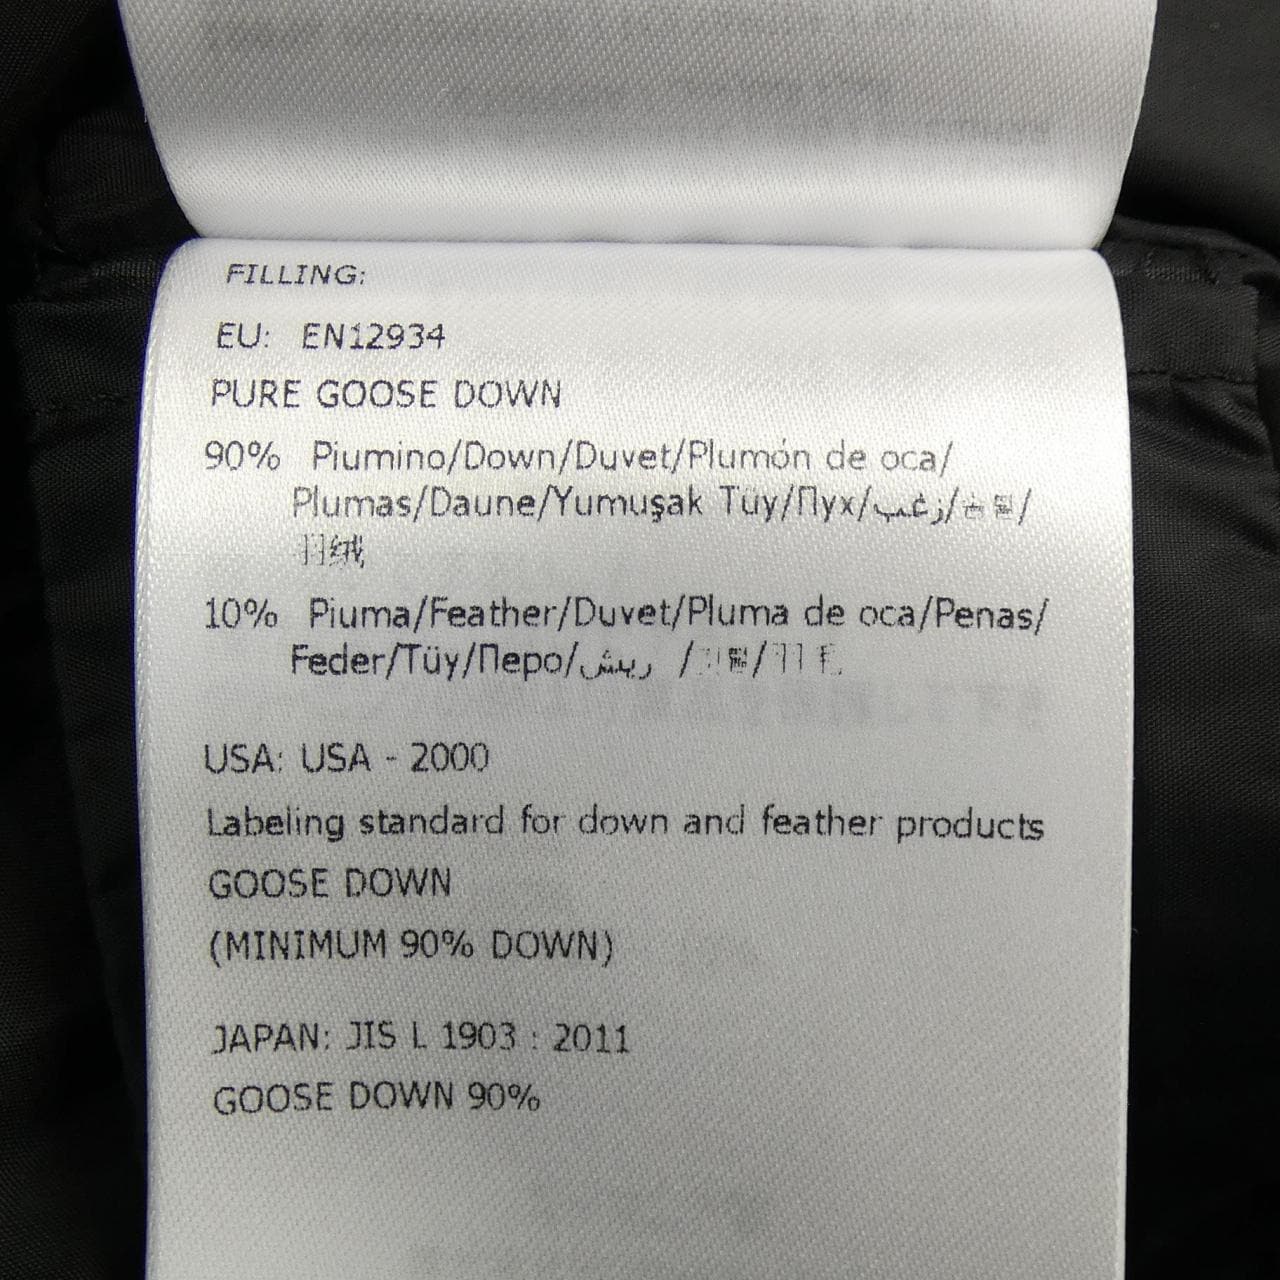 FILLING:
EU: EN12934
PURE GOOSE DOWN
90% Piumino/Down/Duvet/Plumón de oca/
Plumas/Daune/Yumuşak Tüy/Пух/زغب/
羽绒
10% Piuma/Feather/Duvet/Pluma de oca/Penas/
Feder/Tüy/Перо/ريش /
USA: USA - 2000
Labeling standard for down and feather products
GOOSE DOWN
(MINIMUM 90% DOWN)
JAPAN: JIS L 1903 : 2011
GOOSE DOWN 90%